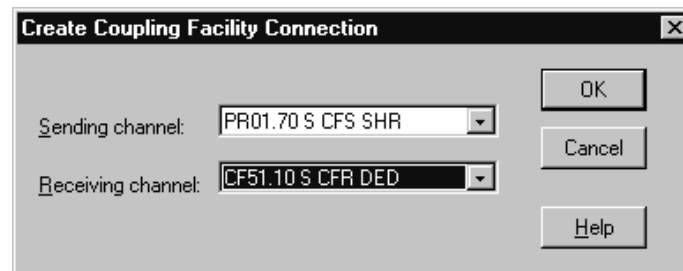 Create Coupling Facility Connection
Sending channel: PR01.70 S CFS SHR
Receiving channel: CF51.10 S CFR DED
OK
Cancel
Help